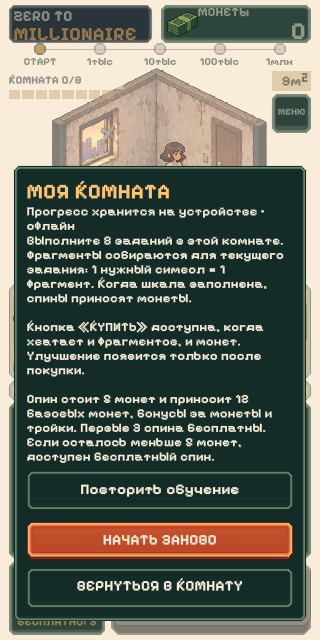 ZERO TO
MILLIONAIRE
МОНЕТЫ
0
СТАРТ 1тыс 10тыс 100тыс 1млн
КОМНАТА 0/8
9м²
МЕНЮ
МОЯ КОМНАТА
Прогресс хранится на устройстве ·
офлайн
Выполните 8 заданий в этой комнате.
Фрагменты собираются для текущего
задания: 1 нужный символ = 1
фрагмент. Когда шкала заполнена,
спины приносят монеты.
Кнопка «КУПИТЬ» доступна, когда
хватает и фрагментов, и монет.
Улучшение появится только после
покупки.
Спин стоит 8 монет и приносит 18
базовых монет, бонусы за монеты и
тройки. Первые 3 спина бесплатны.
Если осталось меньше 8 монет,
доступен бесплатный спин.
Повторить обучение
НАЧАТЬ ЗАНОВО
ВЕРНУТЬСЯ В КОМНАТУ